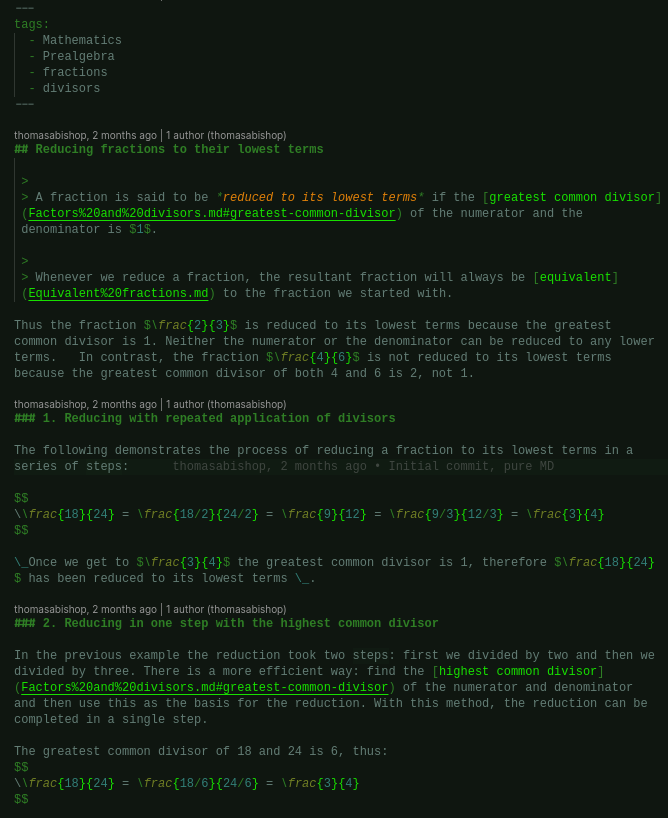 ---
tags:
- Mathematics
- Prealgebra
- fractions
- divisors
---
thomasabishop, 2 months ago | 1 author (thomasabishop)
## Reducing fractions to their lowest terms
>
> A fraction is said to be *reduced to its lowest terms* if the [greatest common divisor]
(Factors%20and%20divisors.md#greatest-common-divisor) of the numerator and the
denominator is $1$.
>
> Whenever we reduce a fraction, the resultant fraction will always be [equivalent]
(Equivalent%20fractions.md) to the fraction we started with.
Thus the fraction $\frac{2}{3}$ is reduced to its lowest terms because the greatest
common divisor is 1. Neither the numerator or the denominator can be reduced to any lower
terms.   In contrast, the fraction $\frac{4}{6}$ is not reduced to its lowest terms
because the greatest common divisor of both 4 and 6 is 2, not 1.
thomasabishop, 2 months ago | 1 author (thomasabishop)
### 1. Reducing with repeated application of divisors
The following demonstrates the process of reducing a fraction to its lowest terms in a
series of steps:      thomasabishop, 2 months ago • Initial commit, pure MD
$$
\\frac{18}{24} = \frac{18/2}{24/2} = \frac{9}{12} = \frac{9/3}{12/3} = \frac{3}{4}
$$
\_Once we get to $\frac{3}{4}$ the greatest common divisor is 1, therefore $\frac{18}{24}
$ has been reduced to its lowest terms \_.
thomasabishop, 2 months ago | 1 author (thomasabishop)
### 2. Reducing in one step with the highest common divisor
In the previous example the reduction took two steps: first we divided by two and then we
divided by three. There is a more efficient way: find the [highest common divisor]
(Factors%20and%20divisors.md#greatest-common-divisor) of the numerator and denominator
and then use this as the basis for the reduction. With this method, the reduction can be
completed in a single step.
The greatest common divisor of 18 and 24 is 6, thus:
$$
\\frac{18}{24} = \frac{18/6}{24/6} = \frac{3}{4}
$$